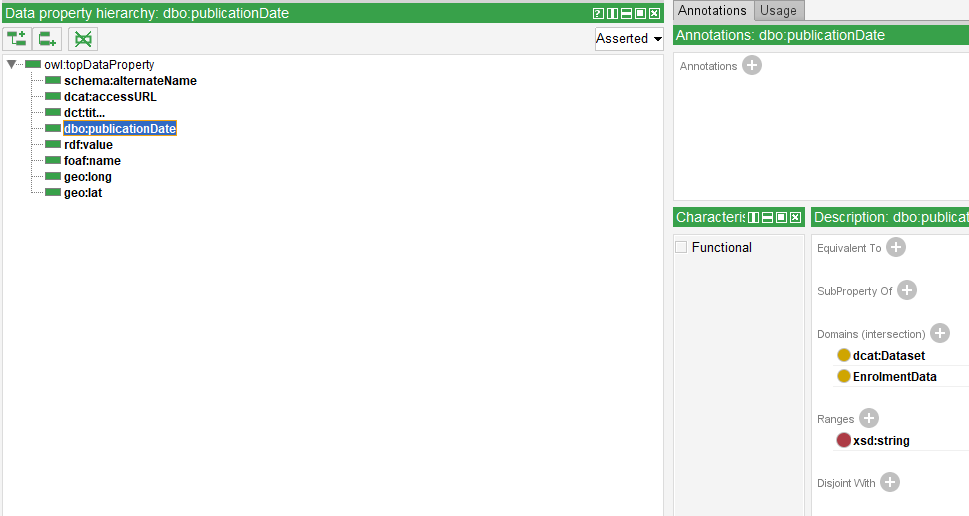 Data property hierarchy: dbo:publicationDate
Asserted
owl:topDataProperty
schema:alternateName
dcat:accessURL
dct:tit...
dbo:publicationDate
rdf:value
foaf:name
geo:long
geo:lat
Annotations Usage
Annotations: dbo:publicationDate
Annotations
Characteris
Functional
Description: dbo:publicat
Equivalent To
SubProperty Of
Domains (intersection)
dcat:Dataset
EnrolmentData
Ranges
xsd:string
Disjoint With